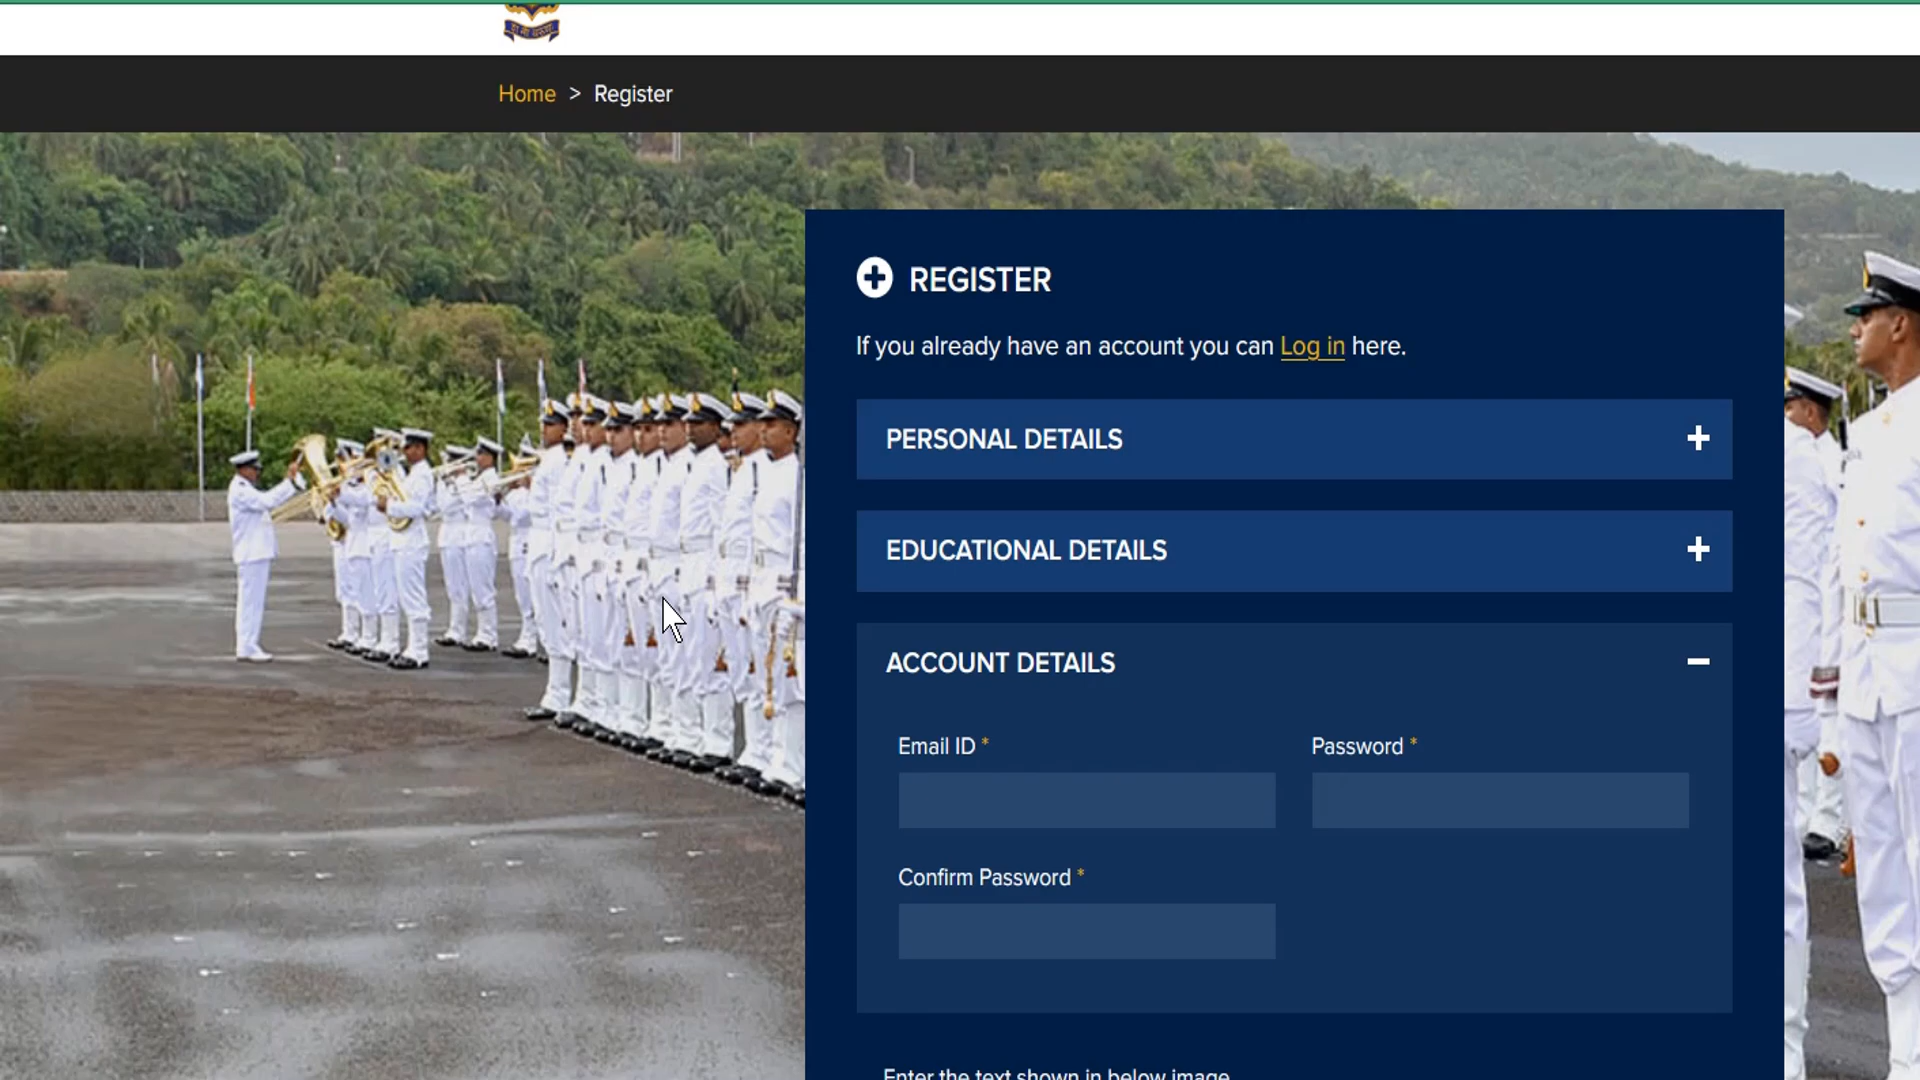 Home > Register
REGISTER
If you already have an account you can Log in here.
PERSONAL DETAILS
EDUCATIONAL DETAILS
ACCOUNT DETAILS
Email ID *
Password *
Confirm Password *
Enter the text shown in below image